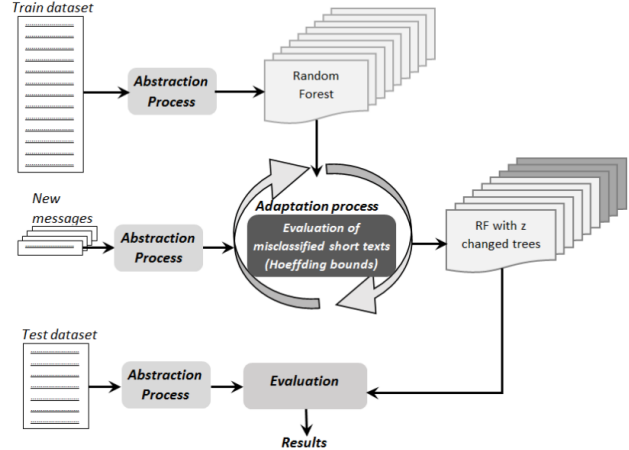 Train dataset
Abstraction
Process
Random
Forest
New
messages
Abstraction
Process
Adaptation process
Evaluation of
misclassified short texts
(Hoeffding bounds)
RF with z
changed trees
Test dataset
Abstraction
Process
Evaluation
Results